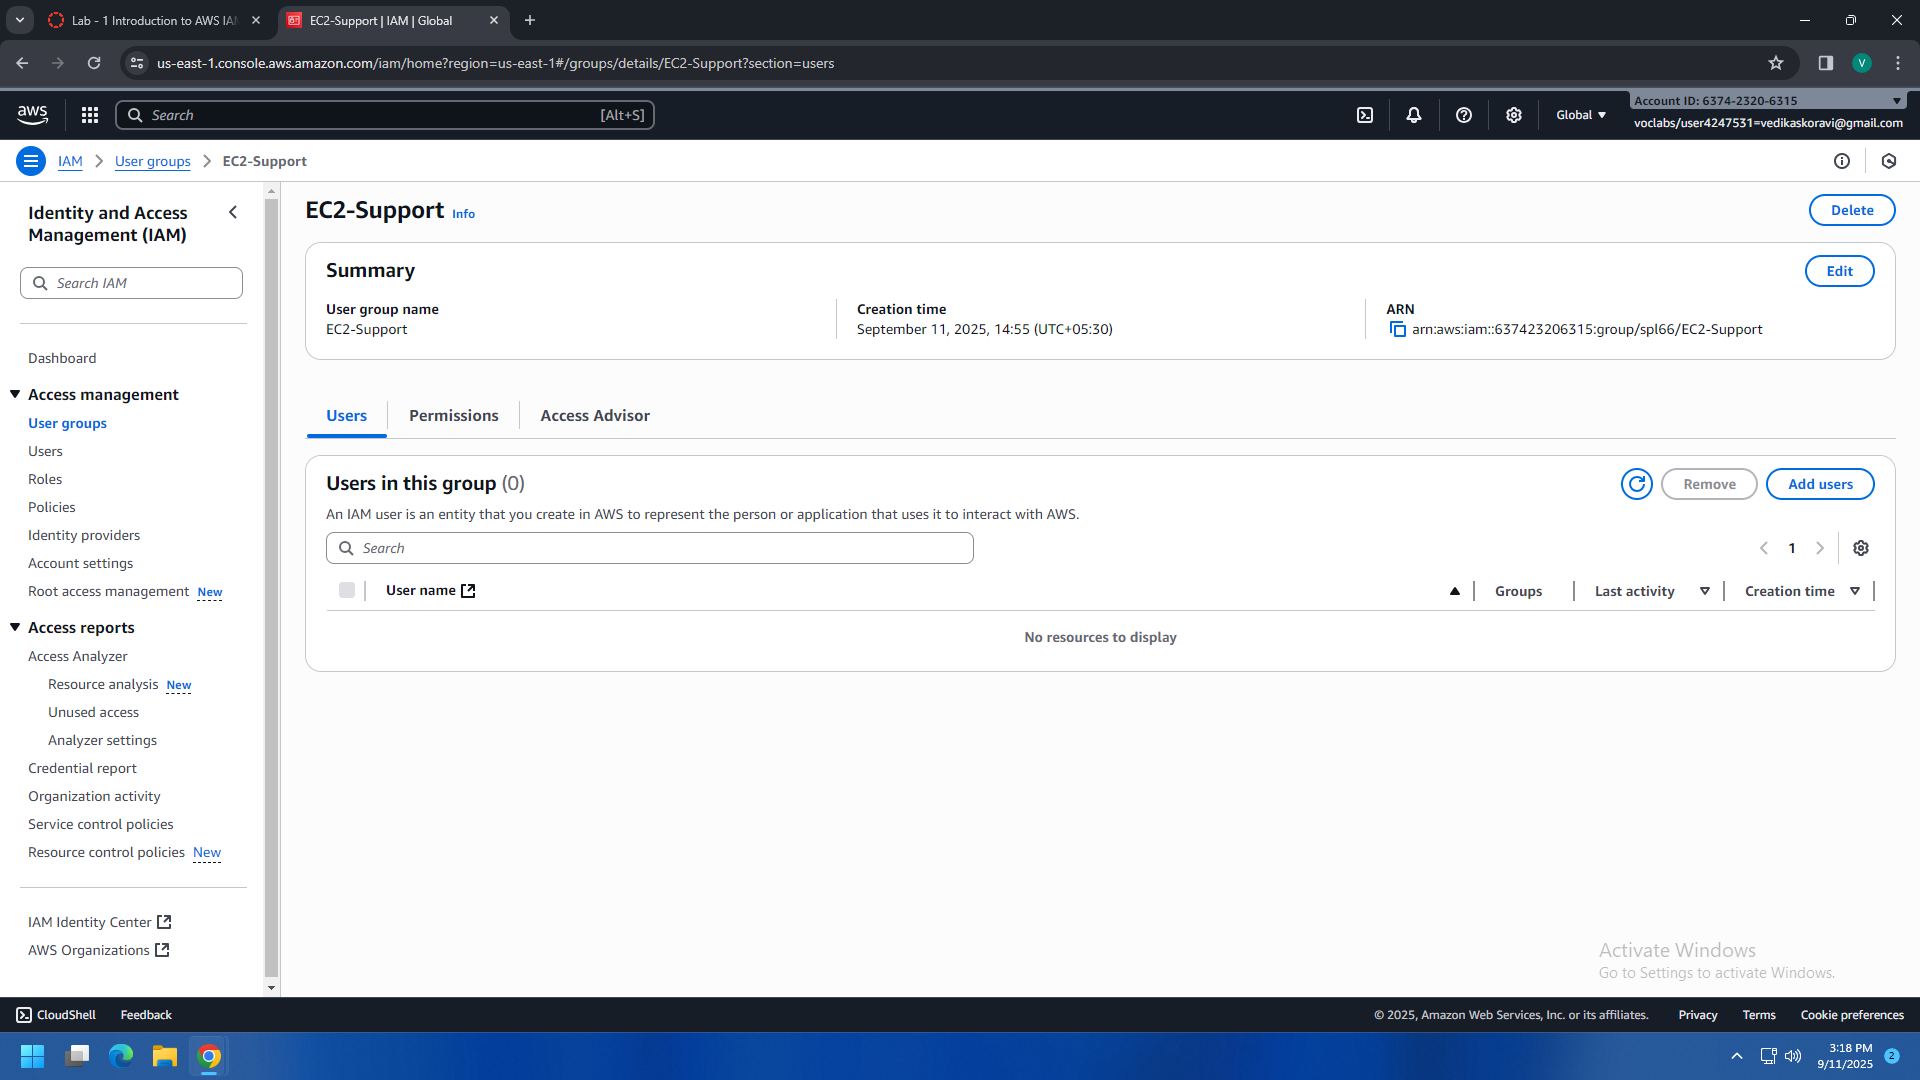 Lab - 1 Introduction to AWS IAM
EC2-Support | IAM | Global
us-east-1.console.aws.amazon.com/iam/home?region=us-east-1#/groups/details/EC2-Support?section=users
V
aws
Search
[Alt+S]
Global
Account ID: 6374-2320-6315
voclabs/user4247531=vedikaskoravi@gmail.com
IAM
User groups
EC2-Support
Identity and Access
Management (IAM)
Search IAM
Dashboard
Access management
User groups
Users
Roles
Policies
Identity providers
Account settings
Root access management New
Access reports
Access Analyzer
Resource analysis New
Unused access
Analyzer settings
Credential report
Organization activity
Service control policies
Resource control policies New
IAM Identity Center
AWS Organizations
EC2-Support Info
Delete
Summary
Edit
User group name
EC2-Support
Creation time
September 11, 2025, 14:55 (UTC+05:30)
ARN
arn:aws:iam::637423206315:group/spl66/EC2-Support
Users
Permissions
Access Advisor
Users in this group (0)
Remove
Add users
An IAM user is an entity that you create in AWS to represent the person or application that uses it to interact with AWS.
Search
1
User name
Groups
Last activity
Creation time
No resources to display
Activate Windows
Go to Settings to activate Windows.
CloudShell
Feedback
© 2025, Amazon Web Services, Inc. or its affiliates.
Privacy
Terms
Cookie preferences
3:18 PM
9/11/2025
2